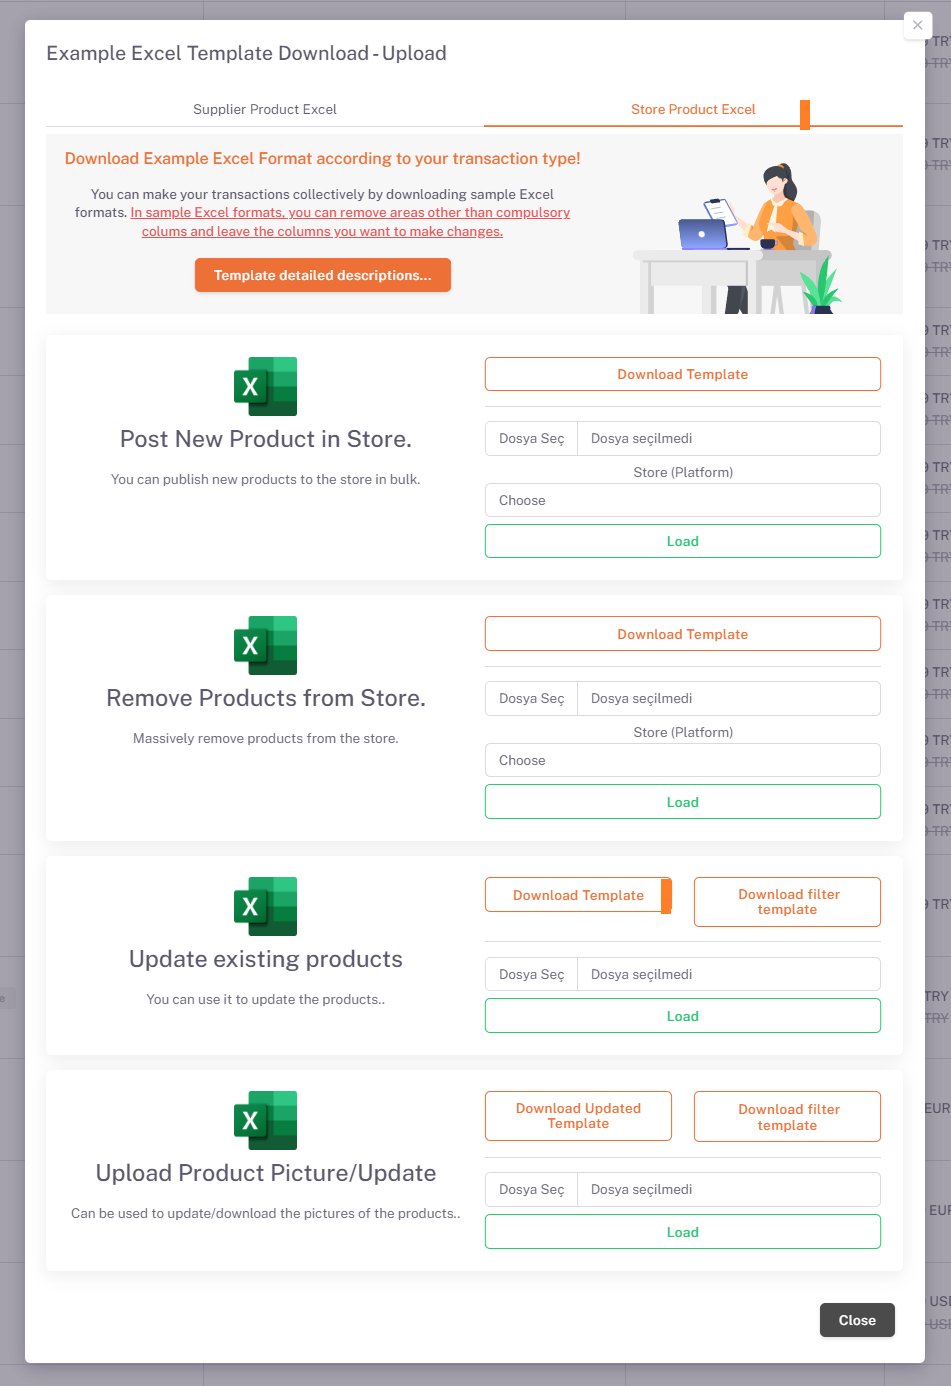 Example Excel Template Download - Upload
Supplier Product Excel
Store Product Excel
Download Example Excel Format according to your transaction type!
You can make your transactions collectively by downloading sample Excel
formats. In sample Excel formats, you can remove areas other than compulsory
colums and leave the columns you want to make changes.
Template detailed descriptions...
X
Post New Product in Store.
You can publish new products to the store in bulk.
Download Template
Dosya Seç
Dosya seçilmedi
Store (Platform)
Choose
Load
X
Remove Products from Store.
Massively remove products from the store.
Download Template
Dosya Seç
Dosya seçilmedi
Store (Platform)
Choose
Load
X
Update existing products
You can use it to update the products..
Download Template
Download filter
template
Dosya Seç
Dosya seçilmedi
Load
X
Upload Product Picture/Update
Can be used to update/download the pictures of the products..
Download Updated
Template
Download filter
template
Dosya Seç
Dosya seçilmedi
Load
Close
TRY
TRY
EUR